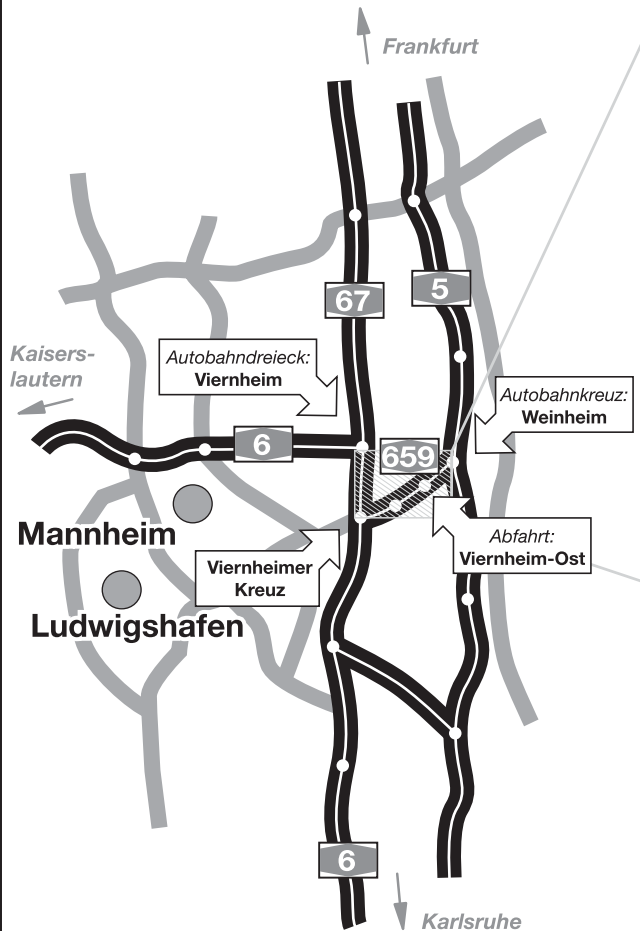 Frankfurt
67
5
Kaisers-
lautern
Autobahndreieck:
Viernheim
Autobahnkreuz:
Weinheim
6
659
Mannheim
Abfahrt:
Viernheim-Ost
Viernheimer
Kreuz
Ludwigshafen
6
Karlsruhe